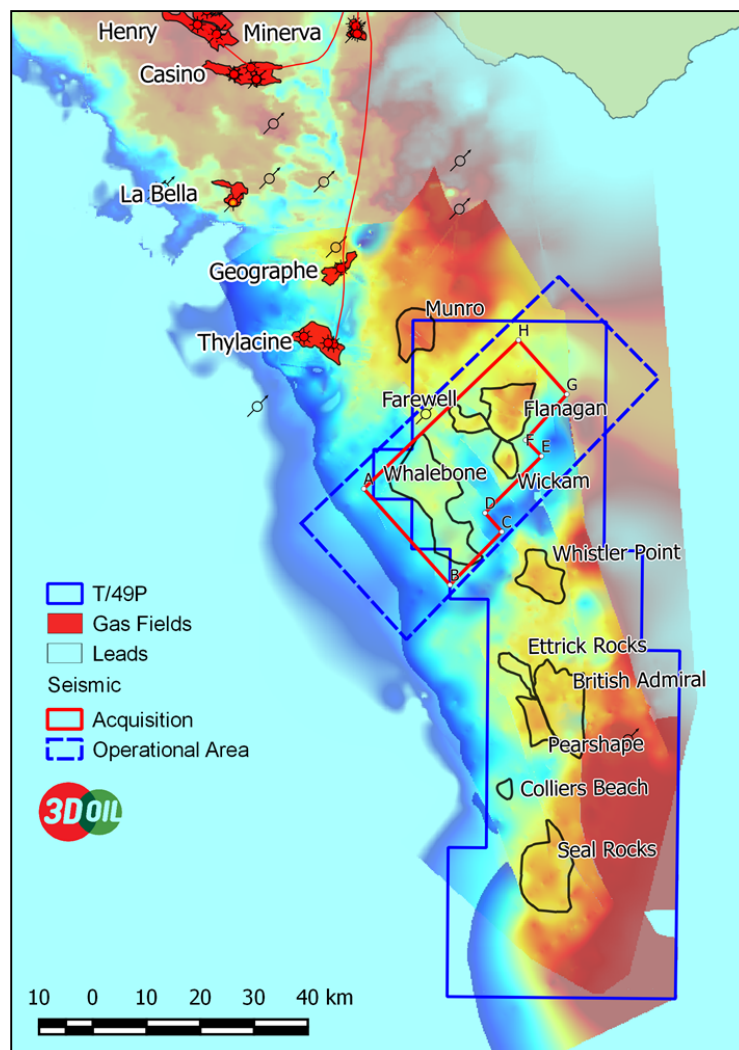 Henry
Minerva
Casino
La Bella
Geographe
Munro
H
Thylacine
G
Farewell
Flanagan
F
E
Whalebone
A
Wickam
D
C
Whistler Point
B
T/49P
Gas Fields
Leads
Seismic
Acquisition
Operational Area
Ettrick Rocks
British Admiral
Pearshape
3D OIL
Colliers Beach
Seal Rocks
10 0 10 20 30 40 km